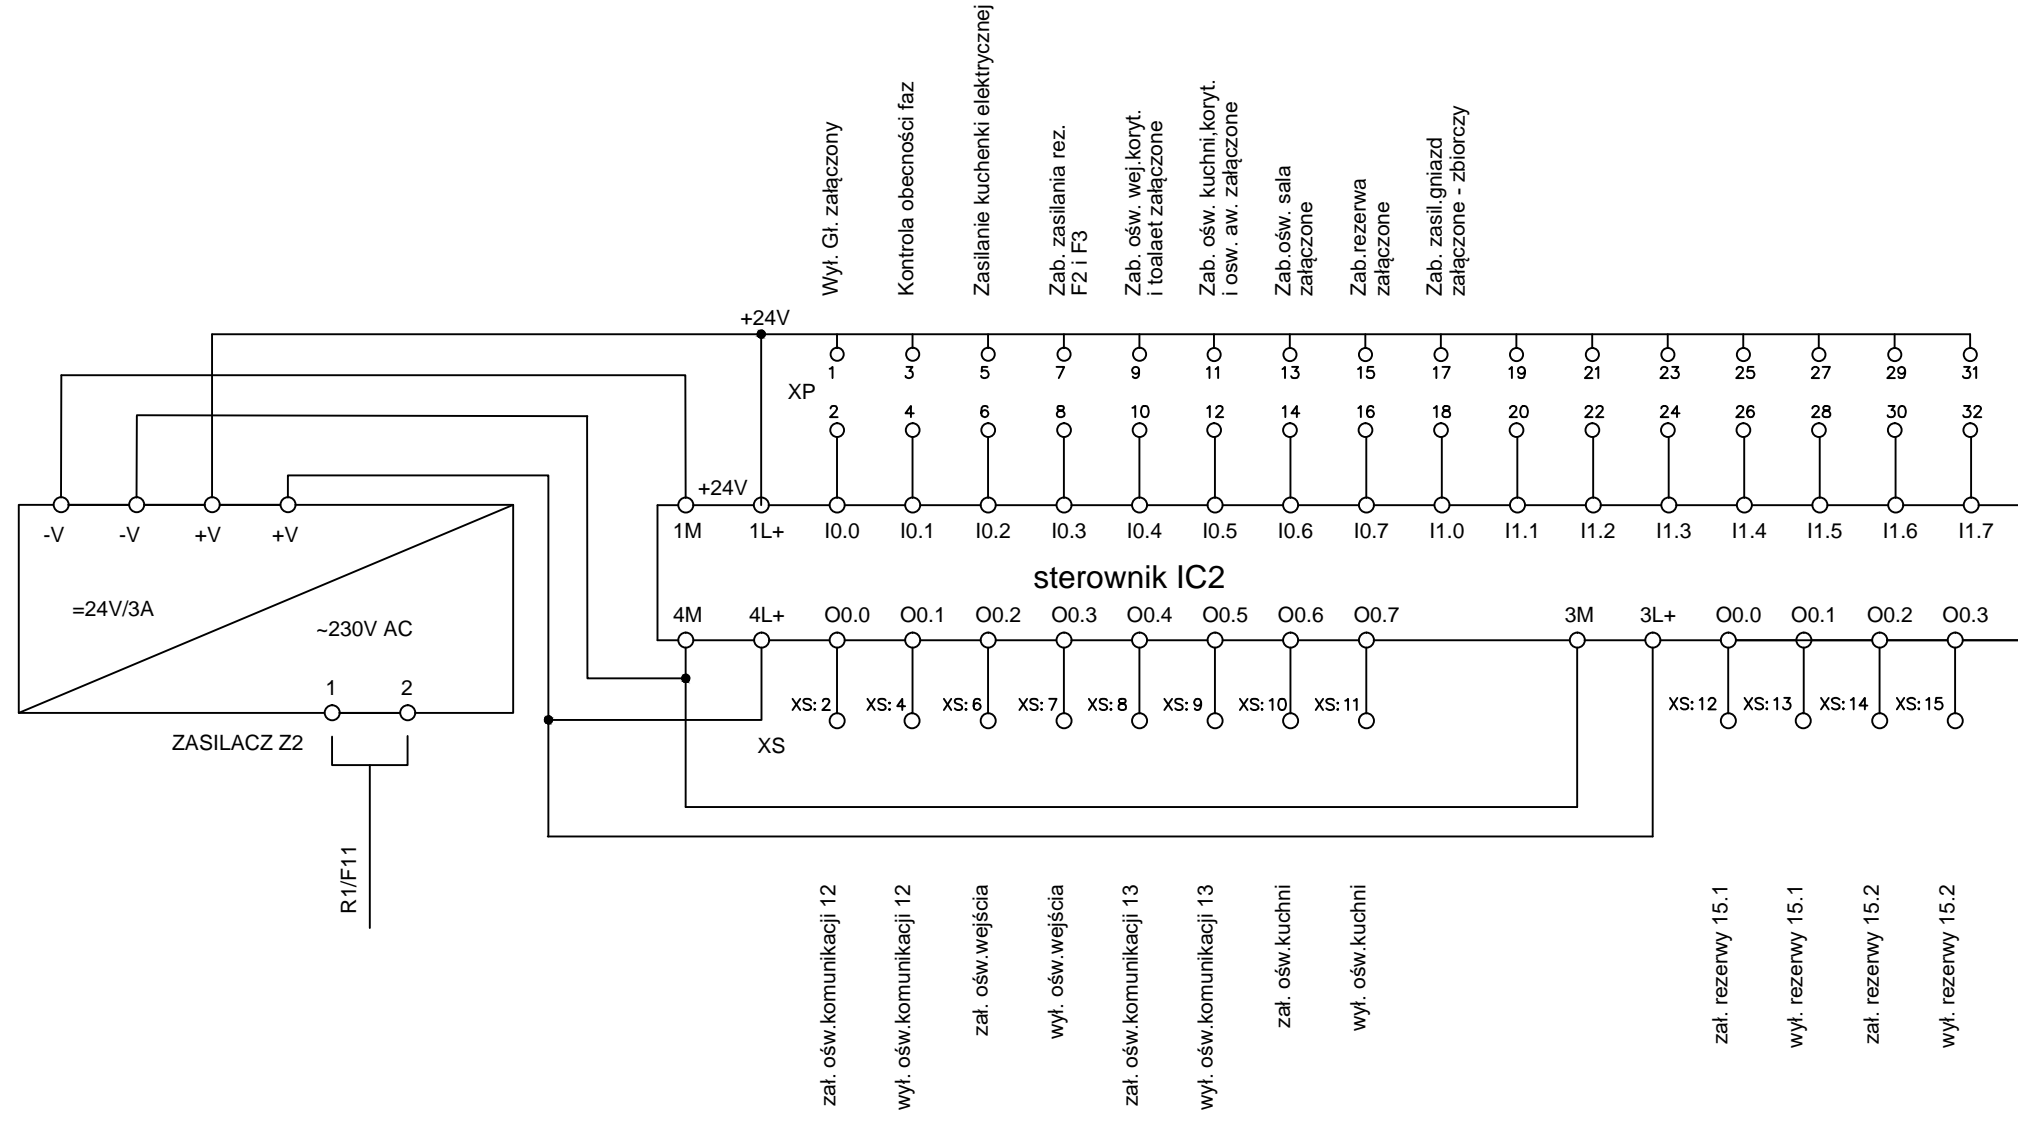 Wył. Gł. załączony
Kontrola obecności faz
Zasilanie kuchenki elektrycznej
Zab. zasilania rez.
F2 i F3
Zab. ośw. wej.koryt.
i toalaet załączone
Zab. ośw. kuchni,koryt.
i osw. aw. załączone
Zab.ośw. sala
załączone
Zab.rezerwa
załączone
Zab. zasil.gniazd
załączone - zbiorczy
+24V
1 3 5 7 9 11 13 15 17 19 21 23 25 27 29 31
XP
2 4 6 8 10 12 14 16 18 20 22 24 26 28 30 32
+24V
-V -V +V +V
1M 1L+ I0.0 I0.1 I0.2 I0.3 I0.4 I0.5 I0.6 I0.7 I1.0 I1.1 I1.2 I1.3 I1.4 I1.5 I1.6 I1.7
sterownik IC2
=24V/3A
~230V AC
4M 4L+ O0.0 O0.1 O0.2 O0.3 O0.4 O0.5 O0.6 O0.7 3M 3L+ O0.0 O0.1 O0.2 O0.3
1 2
XS:2 XS:4 XS:6 XS:7 XS:8 XS:9 XS:10 XS:11 XS:12 XS:13 XS:14 XS:15
ZASILACZ Z2
XS
R1/F11
zał. ośw.komunikacji 12
wył. ośw.komunikacji 12
zał. ośw.wejścia
wył. ośw.wejścia
zał. ośw.komunikacji 13
wył. ośw.komunikacji 13
zał. ośw.kuchni
wył. ośw.kuchni
zał. rezerwy 15.1
wył. rezerwy 15.1
zał. rezerwy 15.2
wył. rezerwy 15.2